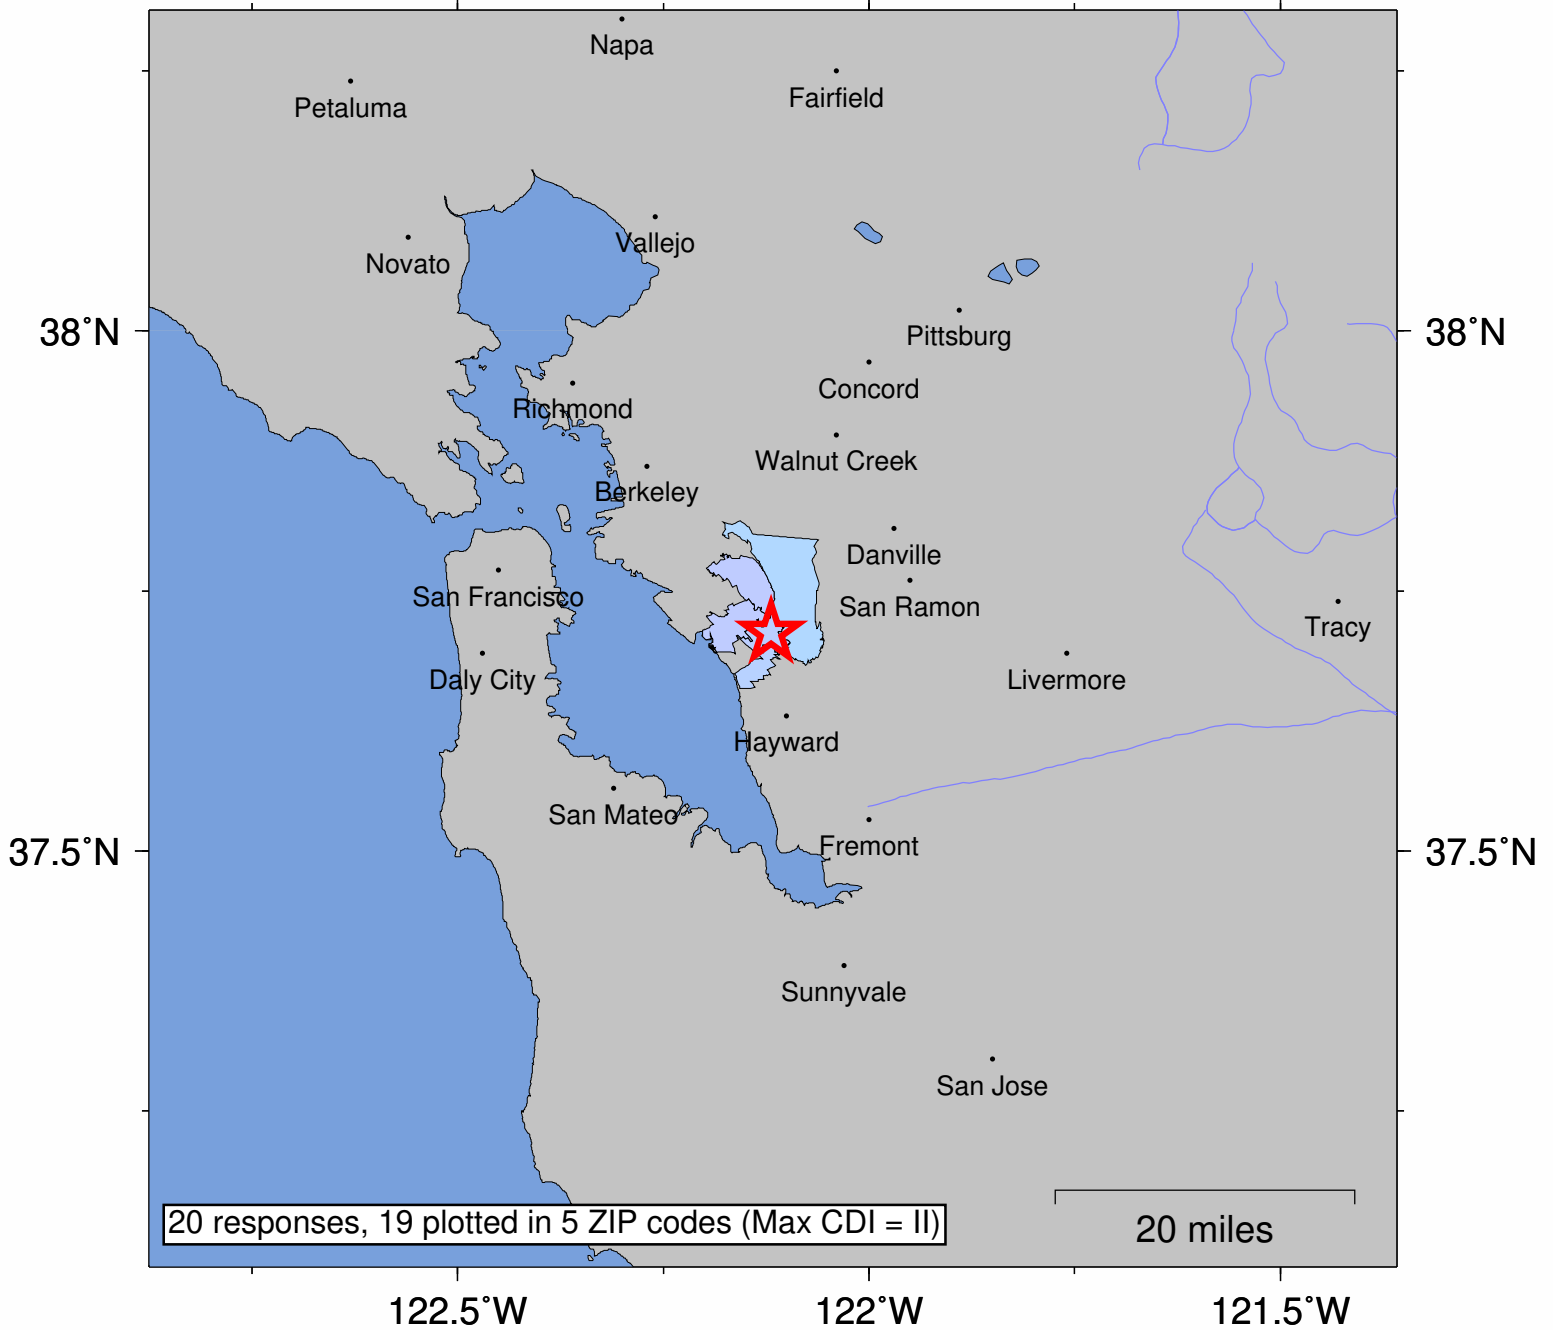 Napa
Fairfield
Petaluma
Vallejo
Novato
38˚N
38˚N
Pittsburg
Concord
Richmond
Walnut Creek
Berkeley
Danville
San Francisco
San Ramon
Tracy
Daly City
Livermore
Hayward
San Mateo
Fremont
37.5˚N
37.5˚N
Sunnyvale
San Jose
20 responses, 19 plotted in 5 ZIP codes (Max CDI = II)
20 miles
122.5˚W
122˚W
121.5˚W